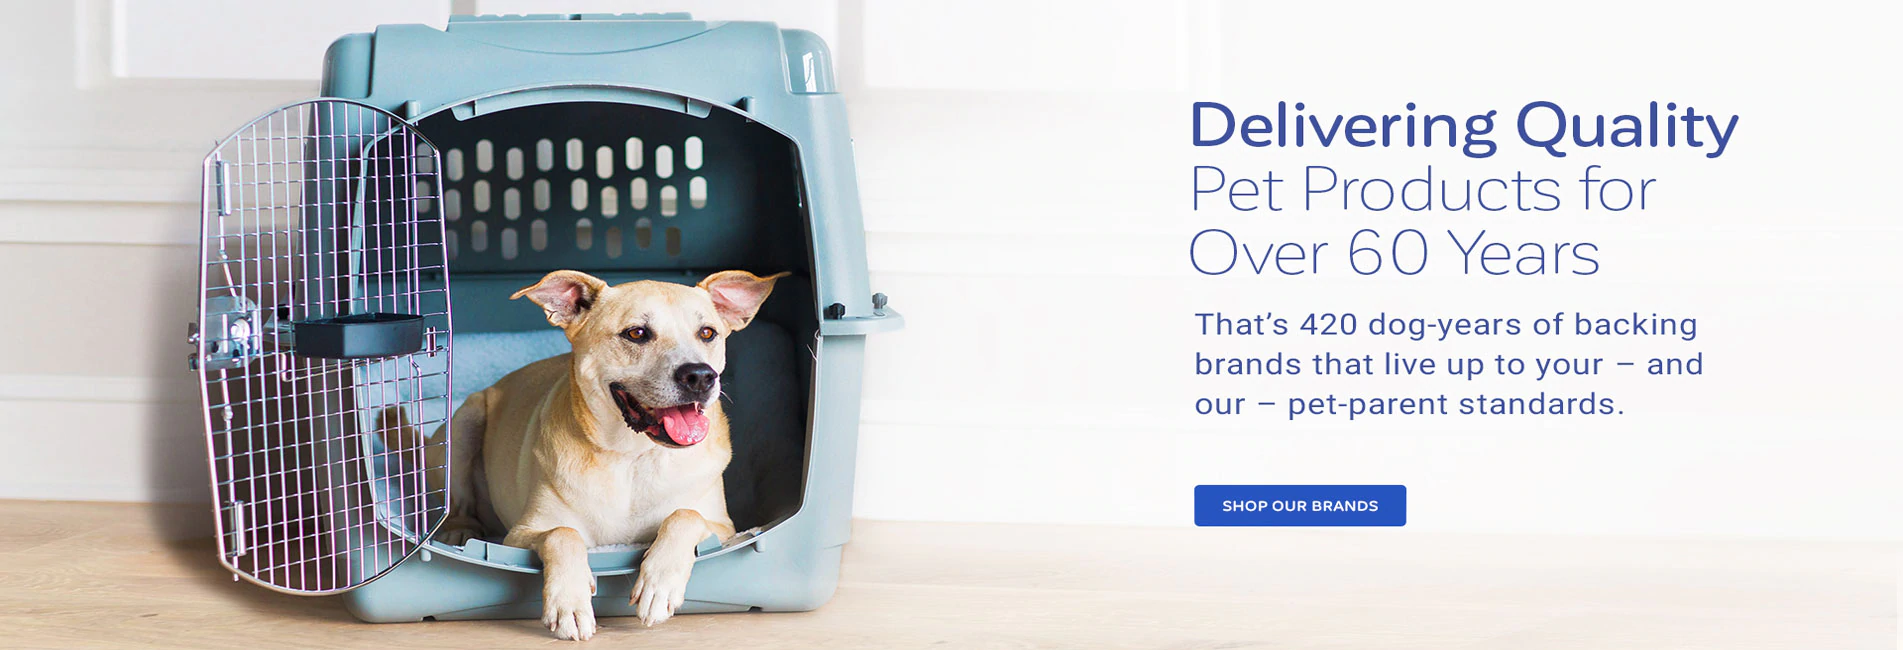 Delivering Quality
Pet Products for
Over 60 Years
That's 420 dog-years of backing
brands that live up to your – and
our – pet-parent standards.
SHOP OUR BRANDS